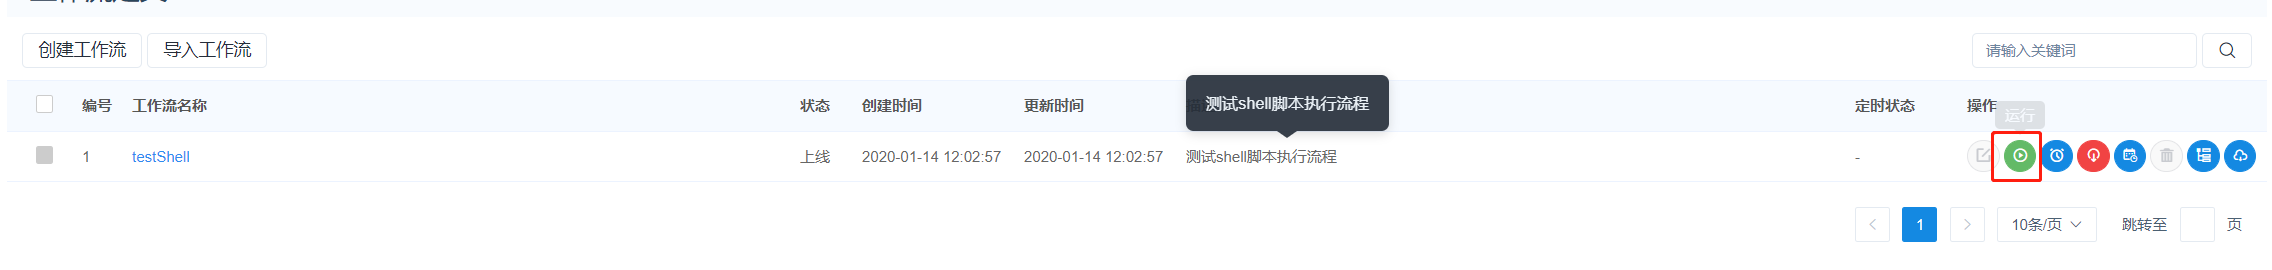 创建工作流 导入工作流 请输入关键词
编号 工作流名称 状态 创建时间 更新时间 测试shell脚本执行流程 定时状态 操作
运行
1 testShell 上线 2020-01-14 12:02:57 2020-01-14 12:02:57 测试shell脚本执行流程 -
1 10条/页 跳转至 页